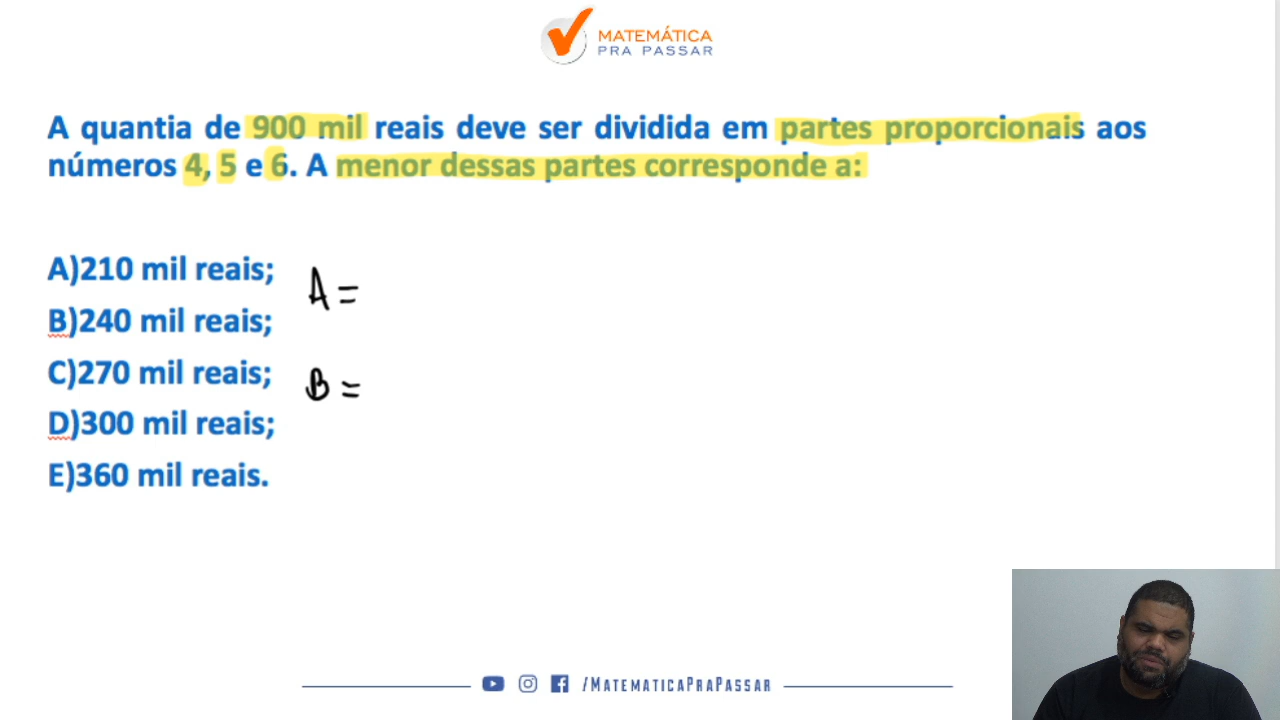 MATEMÁTICA
PRA PASSAR
A quantia de 900 mil reais deve ser dividida em partes proporcionais aos
números 4, 5 e 6. A menor dessas partes corresponde a:
A)210 mil reais;
A =
B)240 mil reais;
C)270 mil reais;
B =
D)300 mil reais;
E)360 mil reais.
/MATEMATICAPRAPASSAR